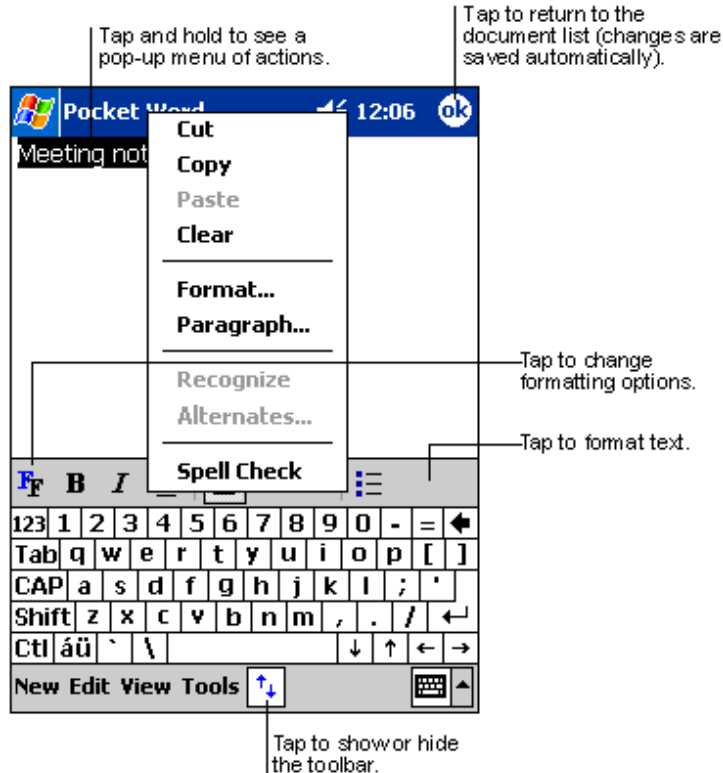 Tap to return to the
document list (changes are
saved automatically).
Tap and hold to see a
pop-up menu of actions.
Pocket Word 12:06 ok
Meeting not
Cut
Copy
Paste
Clear
Format...
Paragraph...
Recognize
Alternates...
Spell Check
Tap to change
formatting options.
Tap to format text.
FF B I
123 1 2 3 4 5 6 7 8 9 0 - =
Tab q w e r t y u i o p [ ]
CAP a s d f g h j k l ; '
Shift z x c v b n m , . /
Ctl áü ` \
New Edit View Tools
Tap to show or hide
the toolbar.